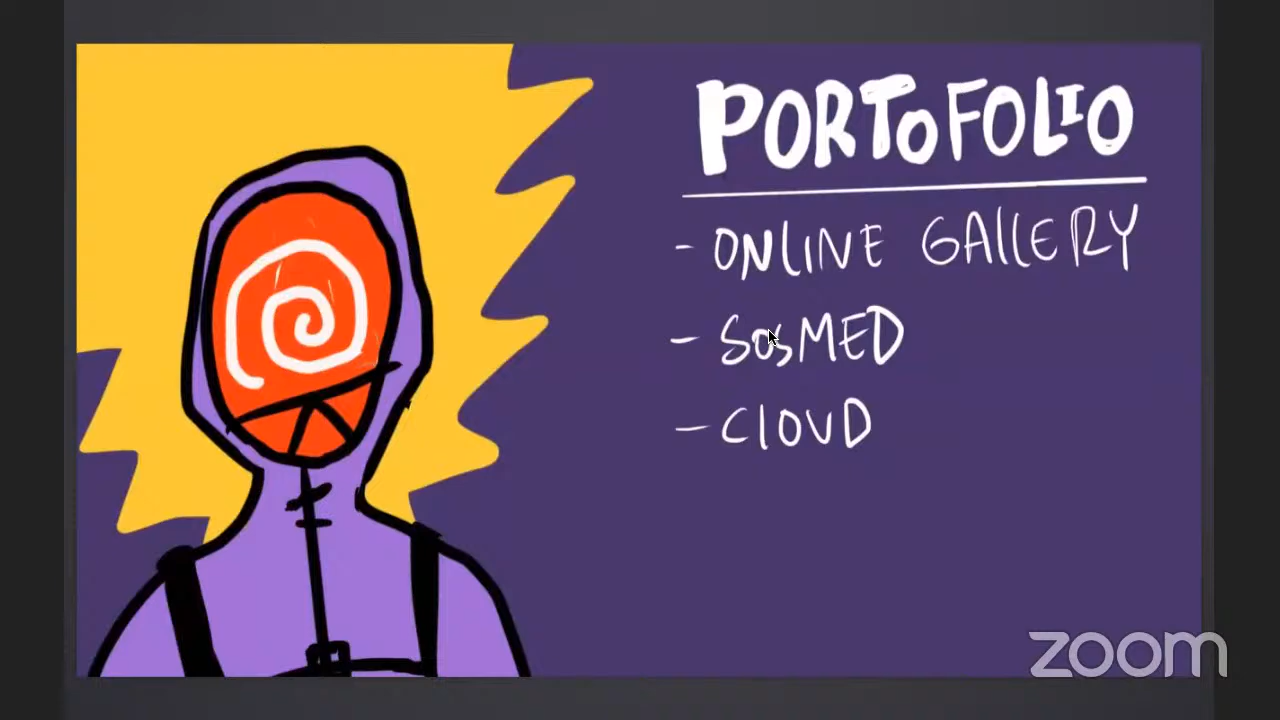 PORTOFOLIO
- ONLINE GALLERY
- SOSMED
- CLOUD
zoom